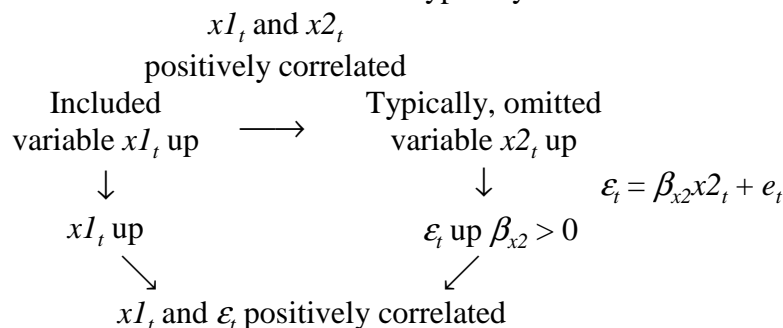 x1t and x2t
positively correlated
Included Typically, omitted
variable x1t up ⟶ variable x2t up
↓ ↓ εt = βx2x2t + et
x1t up εt up βx2 > 0
↘ ↙
x1t and εt positively correlated